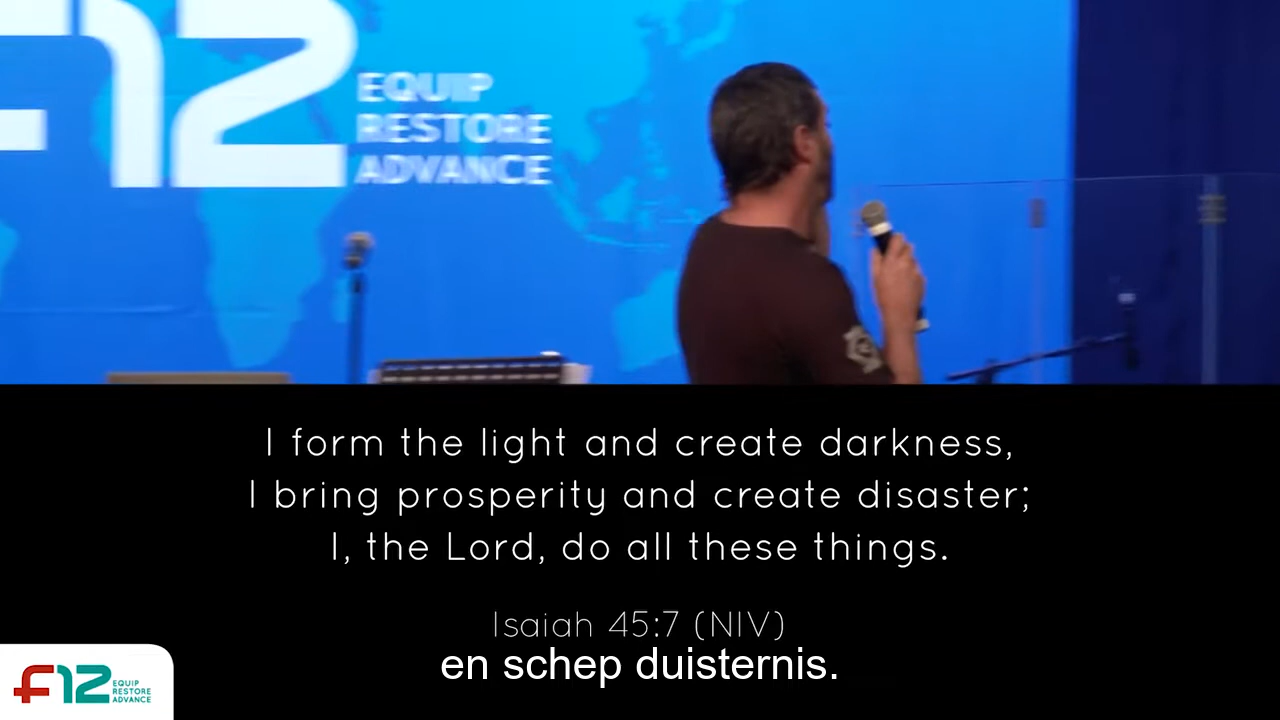 F12
EQUIP
RESTORE
ADVANCE
I form the light and create darkness,
I bring prosperity and create disaster;
I, the Lord, do all these things.
Isaiah 45:7 (NIV)
en schep duisternis.
F12
EQUIP
RESTORE
ADVANCE